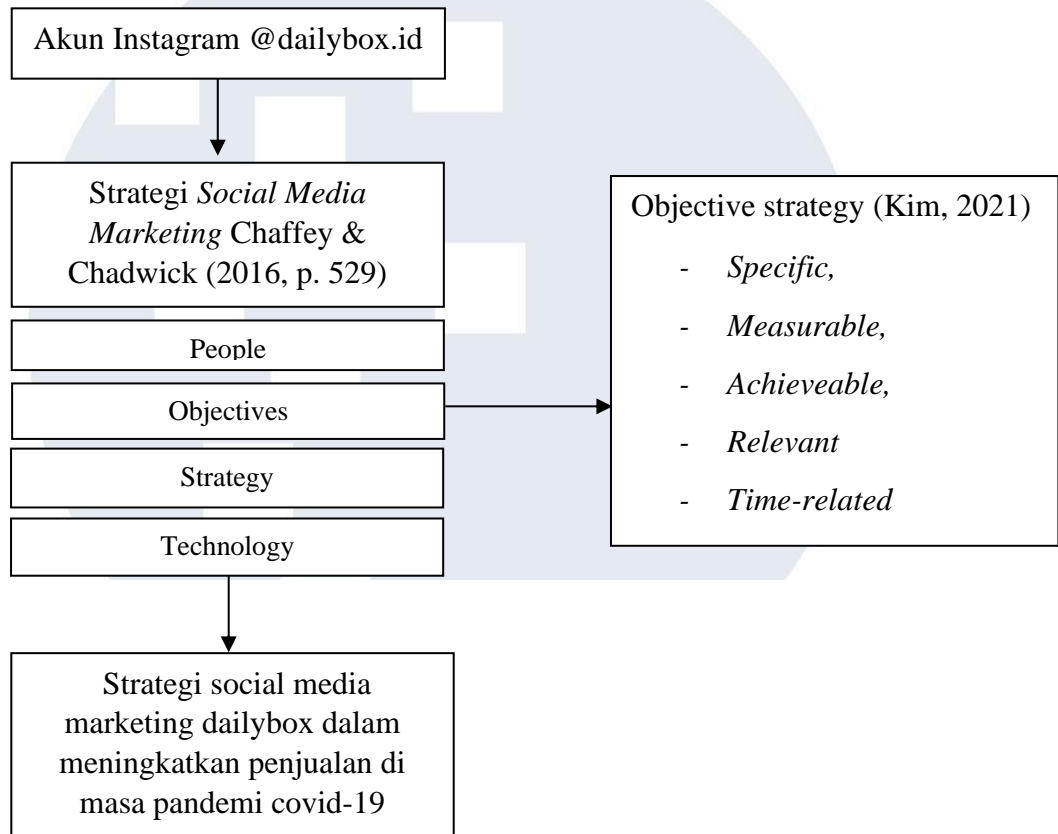 Akun Instagram @dailybox.id
Strategi Social Media
Marketing Chaffey &
Chadwick (2016, p. 529)
People
Objectives
Strategy
Technology
Objective strategy (Kim, 2021)
- Specific,
- Measurable,
- Achieveable,
- Relevant
- Time-related
Strategi social media
marketing dailybox dalam
meningkatkan penjualan di
masa pandemi covid-19